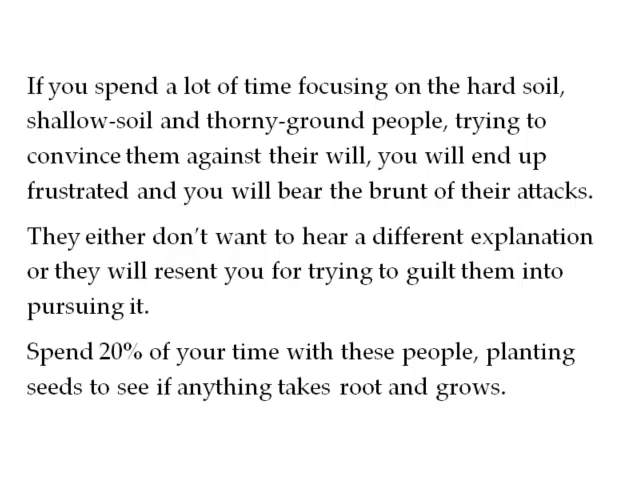 If you spend a lot of time focusing on the hard soil,
shallow-soil and thorny-ground people, trying to
convince them against their will, you will end up
frustrated and you will bear the brunt of their attacks.
They either don’t want to hear a different explanation
or they will resent you for trying to guilt them into
pursuing it.
Spend 20% of your time with these people, planting
seeds to see if anything takes root and grows.